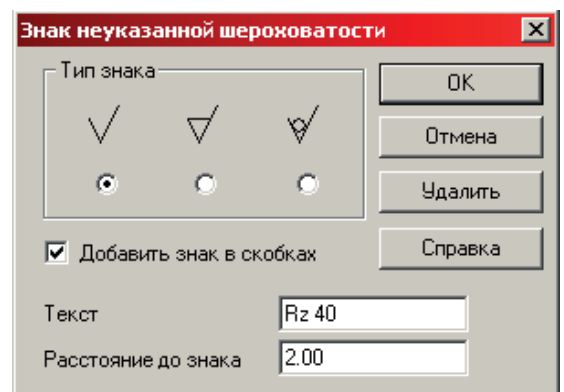 Знак неуказанной шероховатости
Тип знака
OK
Отмена
Удалить
Добавить знак в скобках
Справка
Текст
Rz 40
Расстояние до знака
2.00